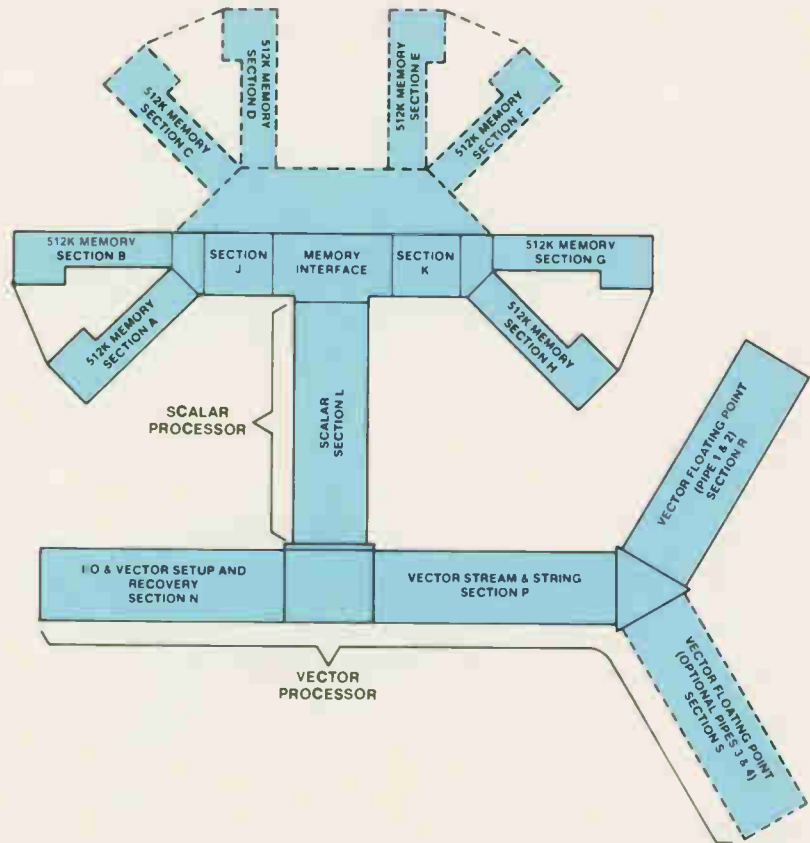 512K MEMORY
SECTION C
512K MEMORY
SECTION D
512K MEMORY
SECTION E
512K MEMORY
SECTION F
512K MEMORY
SECTION B
SECTION
J
MEMORY
INTERFACE
SECTION
K
512K MEMORY
SECTION G
512K MEMORY
SECTION A
512K MEMORY
SECTION H
SCALAR
PROCESSOR
SCALAR
SECTION L
VECTOR FLOATING POINT
(PIPE 1 & 2)
SECTION R
I/O & VECTOR SETUP AND
RECOVERY
SECTION N
VECTOR STREAM & STRING
SECTION P
VECTOR FLOATING POINT
(OPTIONAL PIPES 3 & 4)
SECTION S
VECTOR
PROCESSOR